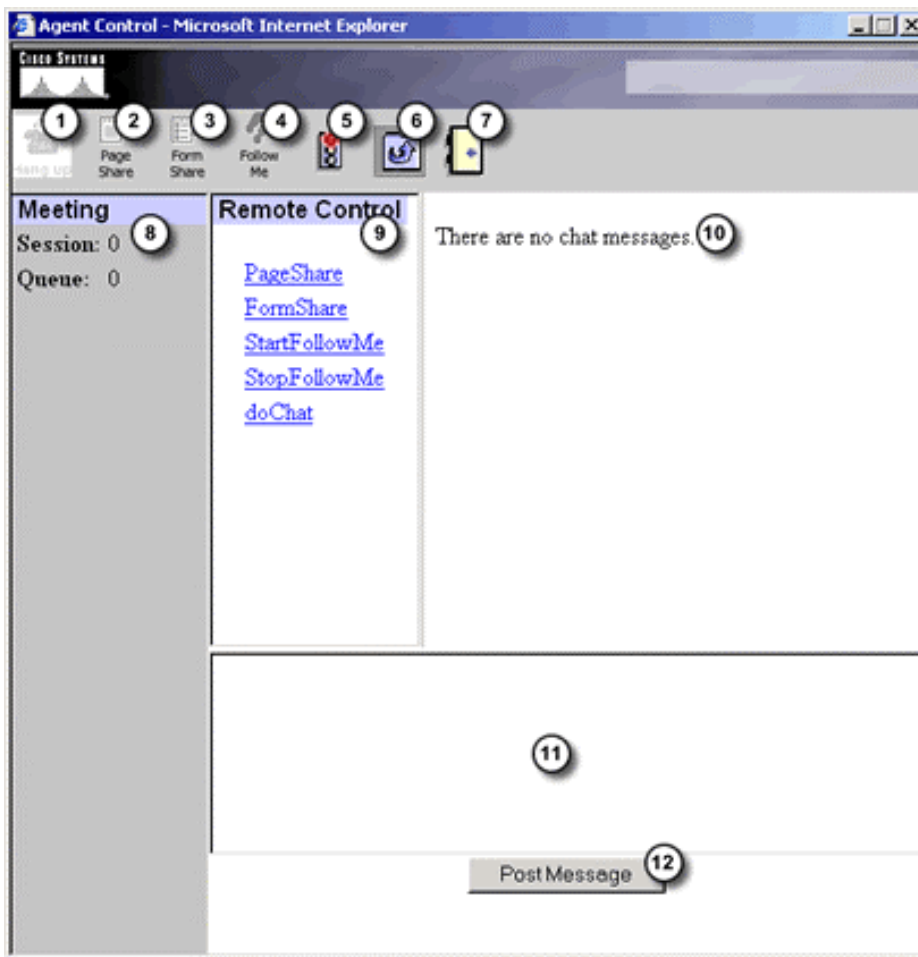 Agent Control - Microsoft Internet Explorer
CISCO SYSTEMS
1 2 3 4 5 6 7
Hang up
Page Share
Form Share
Follow Me
Meeting
8
Session: 0
Queue: 0
Remote Control
9
PageShare
FormShare
StartFollowMe
StopFollowMe
doChat
There are no chat messages. 10
11
Post Message 12